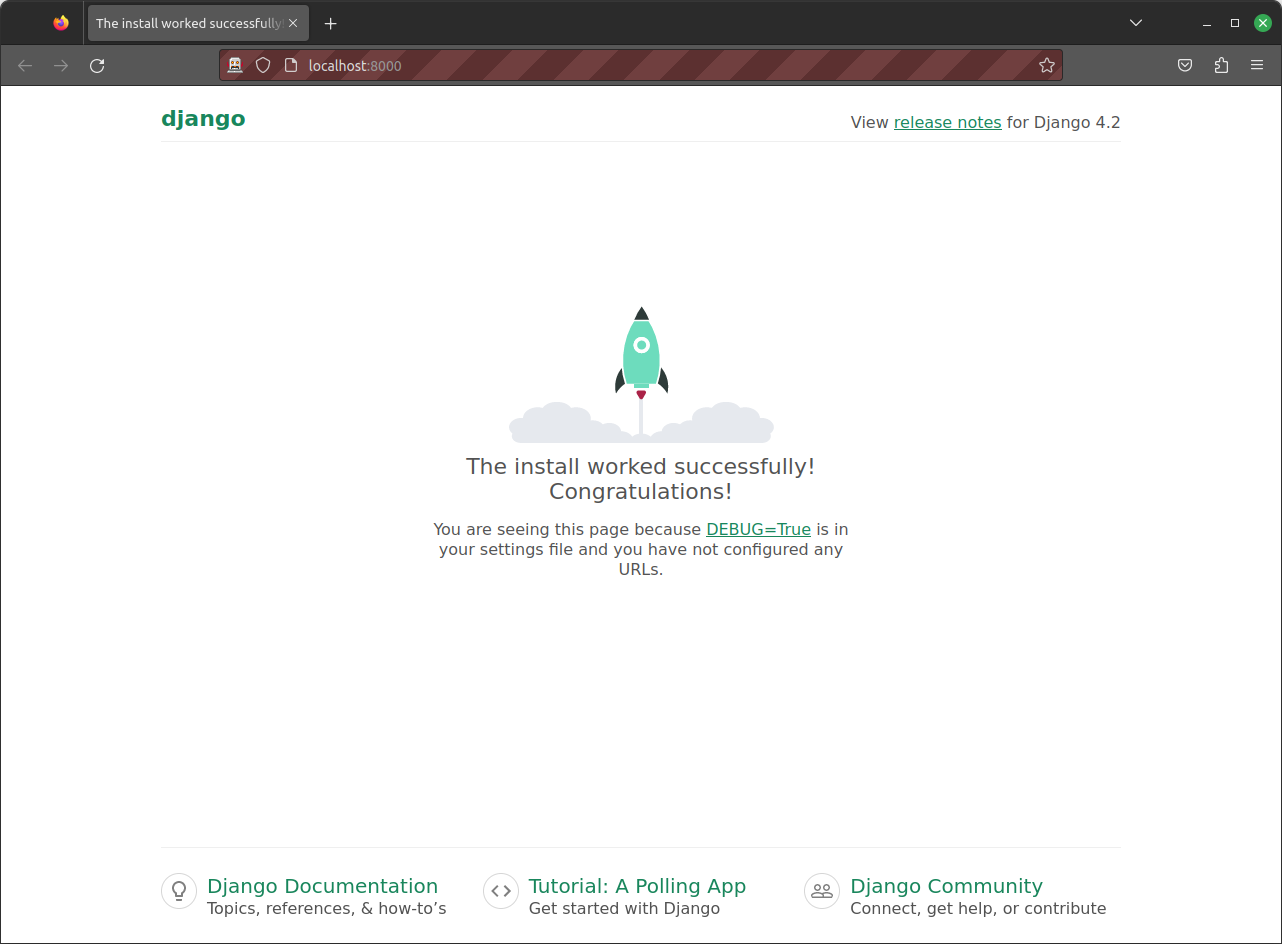 The install worked successfully!
localhost:8000
django
View release notes for Django 4.2
The install worked successfully!
Congratulations!
You are seeing this page because DEBUG=True is in
your settings file and you have not configured any
URLs.
Django Documentation
Topics, references, & how-to’s
Tutorial: A Polling App
Get started with Django
Django Community
Connect, get help, or contribute